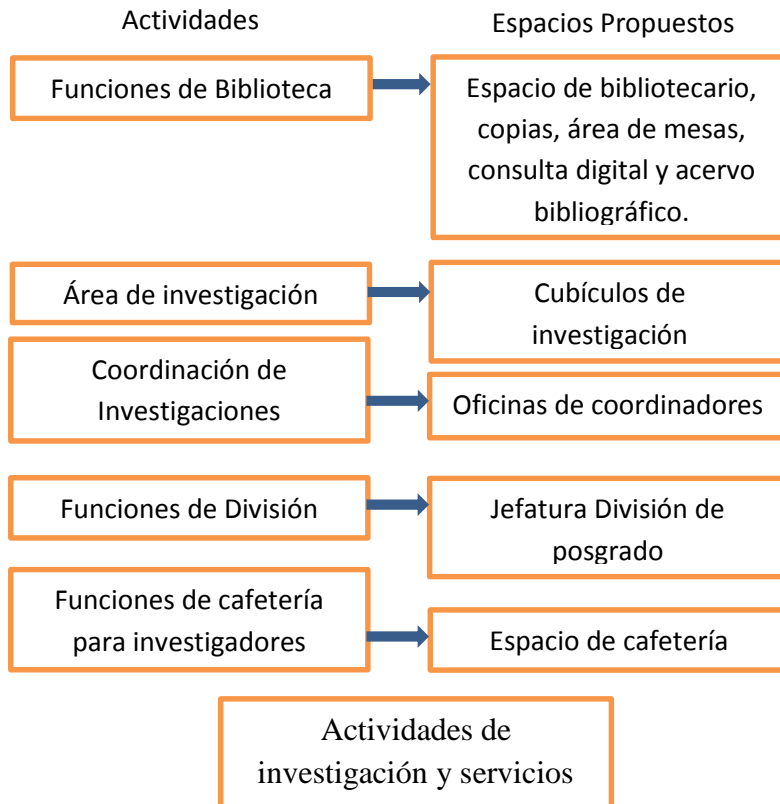 Actividades
Espacios Propuestos
Funciones de Biblioteca
Espacio de bibliotecario,
copias, área de mesas,
consulta digital y acervo
bibliográfico.
Área de investigación
Cubículos de
investigación
Coordinación de
Investigaciones
Oficinas de coordinadores
Funciones de División
Jefatura División de
posgrado
Funciones de cafetería
para investigadores
Espacio de cafetería
Actividades de
investigación y servicios